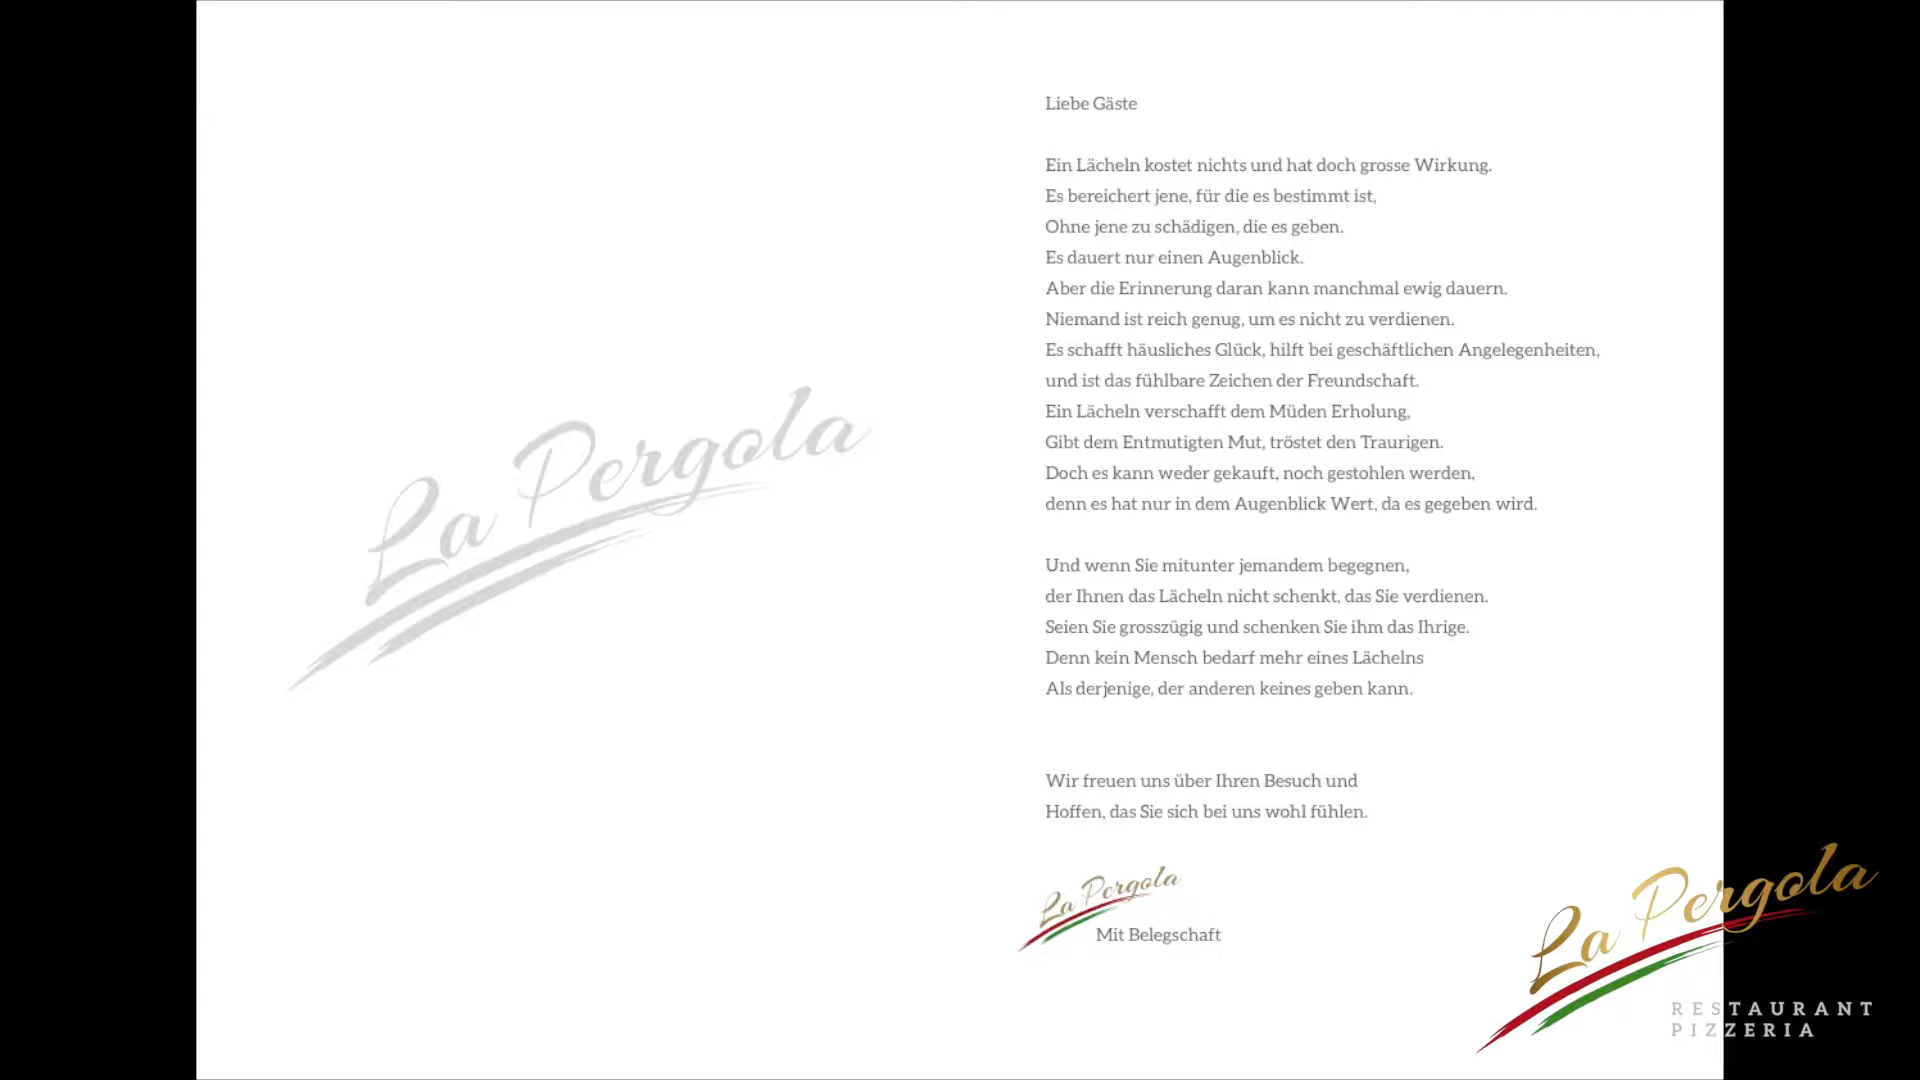 La Pergola
Liebe Gäste
Ein Lächeln kostet nichts und hat doch grosse Wirkung.
Es bereichert jene, für die es bestimmt ist,
Ohne jene zu schädigen, die es geben.
Es dauert nur einen Augenblick.
Aber die Erinnerung daran kann manchmal ewig dauern.
Niemand ist reich genug, um es nicht zu verdienen.
Es schafft häusliches Glück, hilft bei geschäftlichen Angelegenheiten,
und ist das fühlbare Zeichen der Freundschaft.
Ein Lächeln verschafft dem Müden Erholung,
Gibt dem Entmutigten Mut, tröstet den Traurigen.
Doch es kann weder gekauft, noch gestohlen werden,
denn es hat nur in dem Augenblick Wert, da es gegeben wird.
Und wenn Sie mitunter jemandem begegnen,
der Ihnen das Lächeln nicht schenkt, das Sie verdienen.
Seien Sie grosszügig und schenken Sie ihm das Ihrige.
Denn kein Mensch bedarf mehr eines Lächelns
Als derjenige, der anderen keines geben kann.
Wir freuen uns über Ihren Besuch und
Hoffen, das Sie sich bei uns wohl fühlen.
La Pergola
Mit Belegschaft
La Pergola
RESTAURANT
PIZZERIA